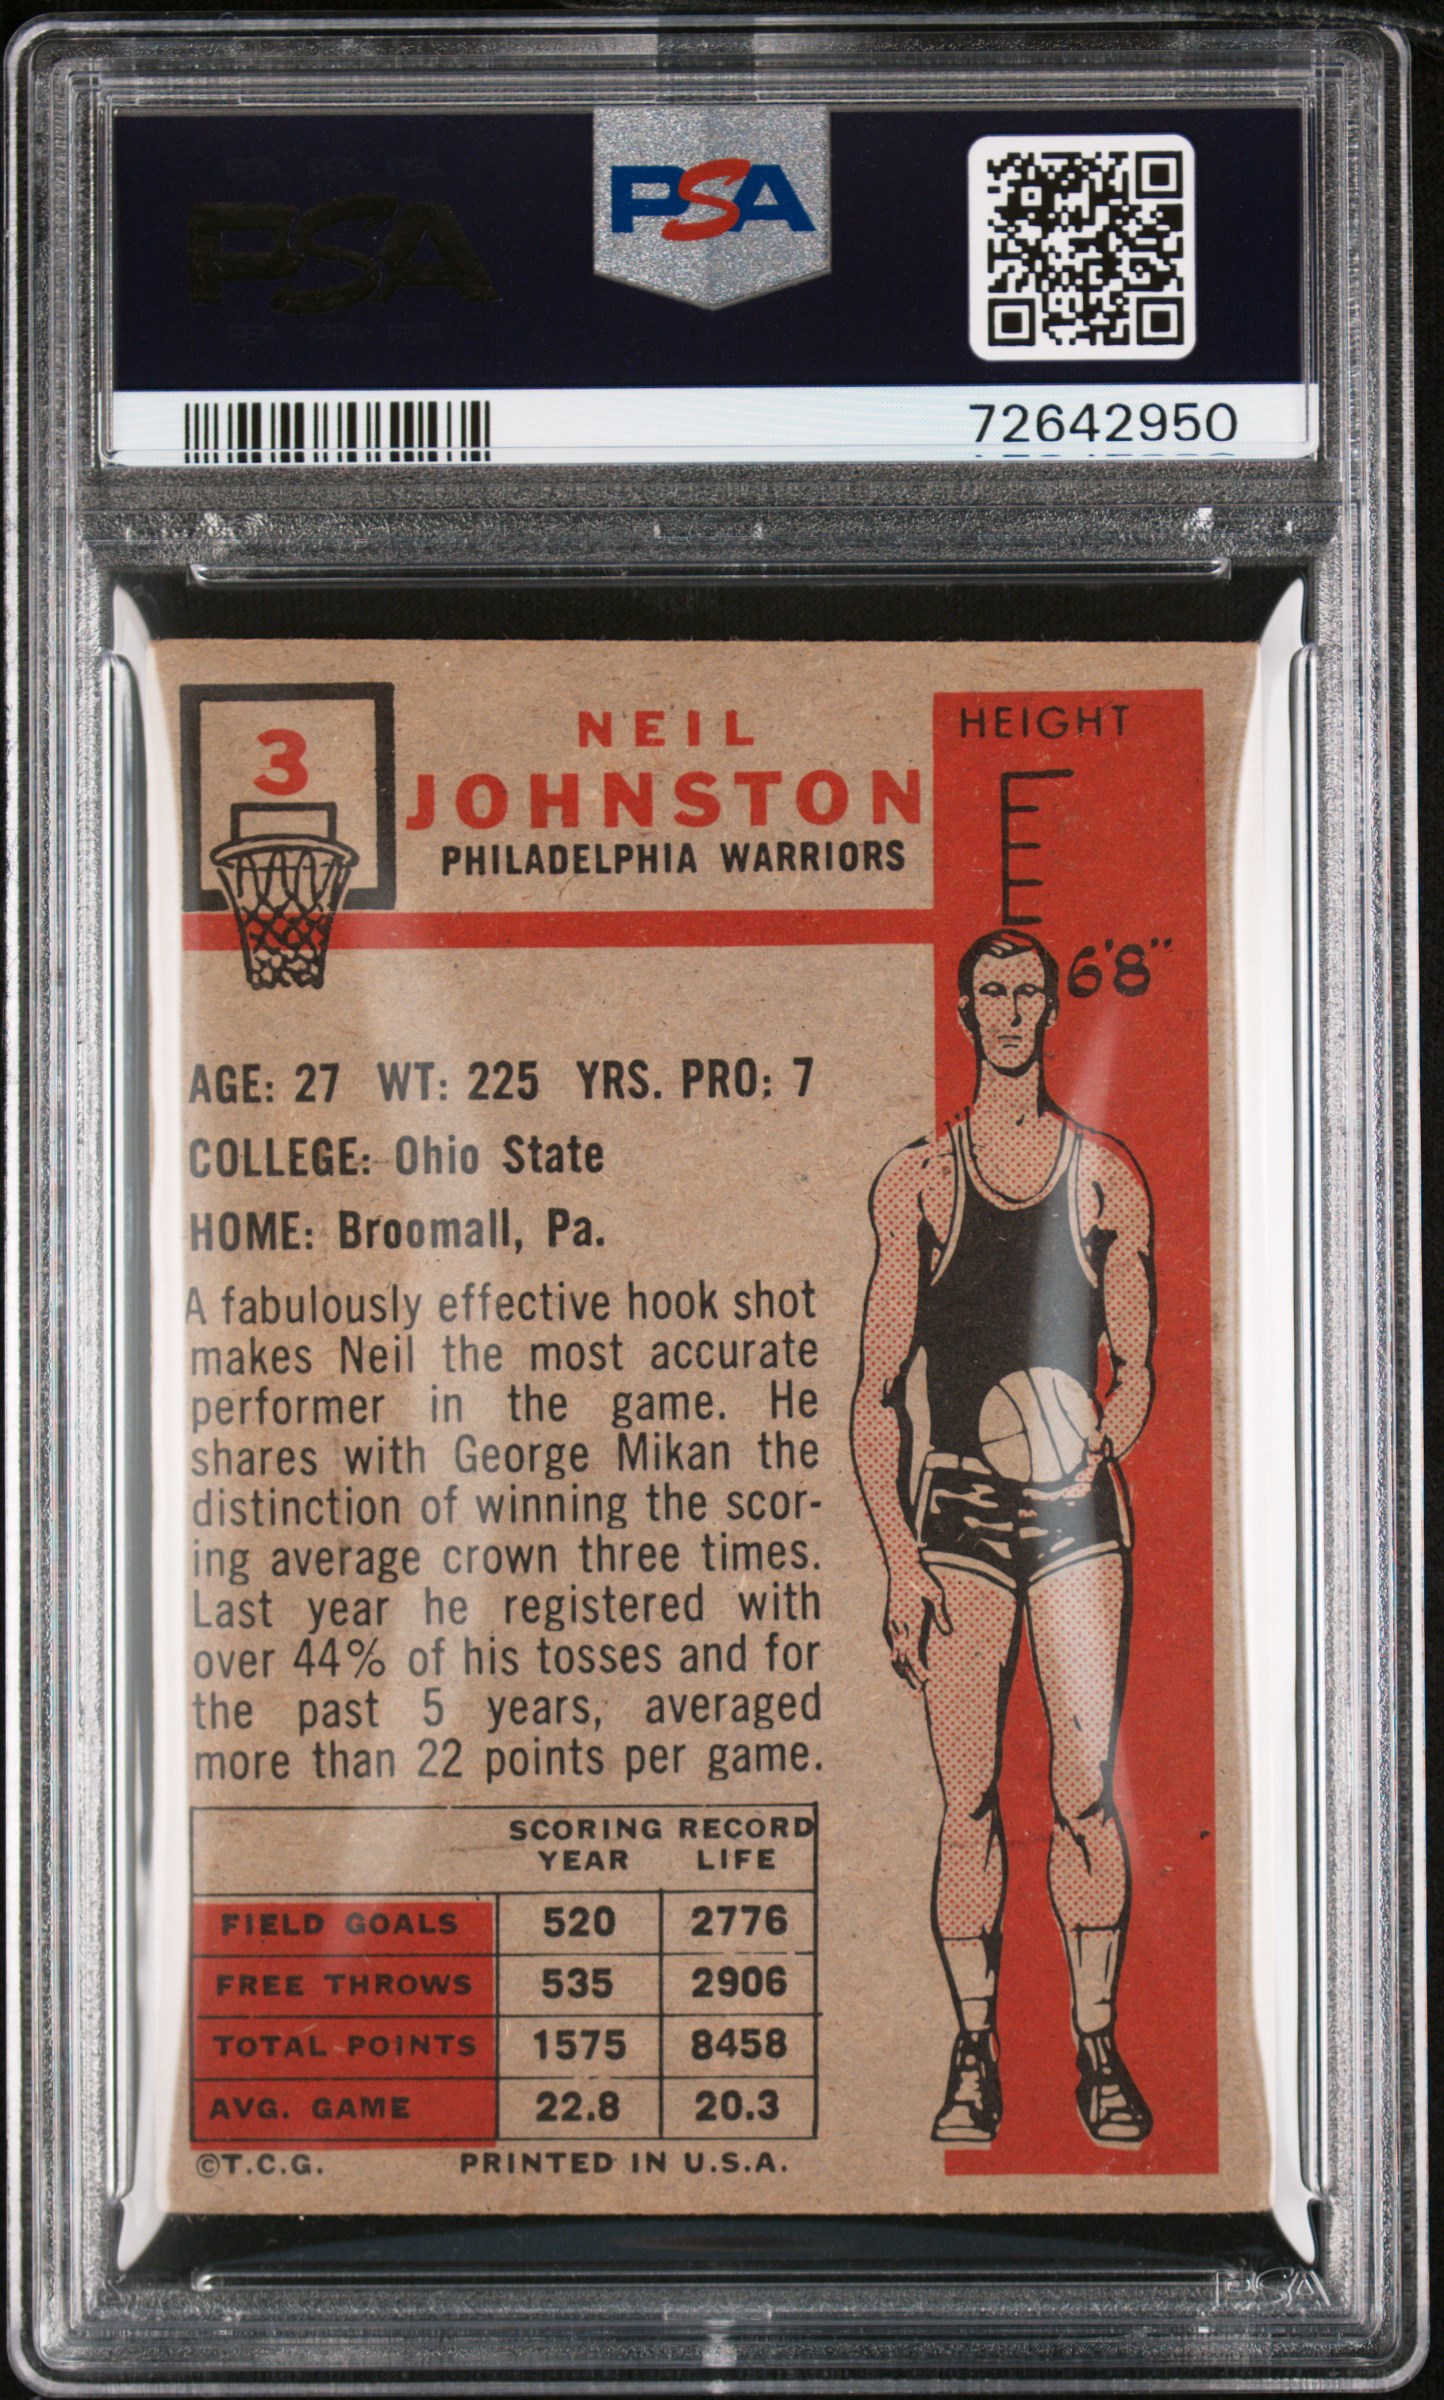 PSA
PSA
72642950
3
NEIL
JOHNSTON
PHILADELPHIA WARRIORS
HEIGHT
6'8"
AGE: 27 WT: 225 YRS. PRO: 7
COLLEGE: Ohio State
HOME: Broomall, Pa.
A fabulously effective hook shot
makes Neil the most accurate
performer in the game. He
shares with George Mikan the
distinction of winning the scor-
ing average crown three times.
Last year he registered with
over 44% of his tosses and for
the past 5 years, averaged
more than 22 points per game.
SCORING RECORD
YEAR LIFE
FIELD GOALS 520 2776
FREE THROWS 535 2906
TOTAL POINTS 1575 8458
AVG. GAME 22.8 20.3
©T.C.G. PRINTED IN U.S.A.
PSA